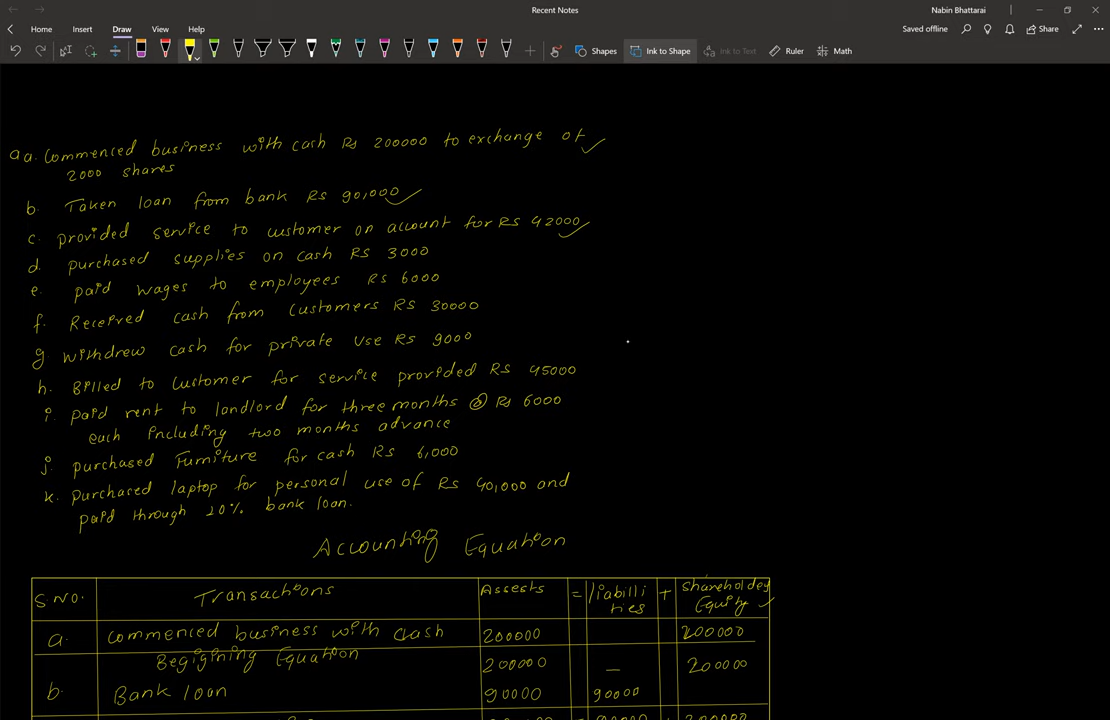 Recent Notes
Nabin Bhattarai
Home Insert Draw View Help
Saved offline
Share
Shapes
Ink to Shape
Ink to Text
Ruler
Math
a a. Commenced business with cash Rs 200000 to exchange of
2000 shares
b. Taken loan from bank Rs 90,000
c. provided service to customer on account for Rs 42000
d. purchased supplies on cash Rs 3000
e. paid wages to employees Rs 6000
f. Received cash from customers Rs 30000
g withdrew cash for private use Rs 9000
h. Billed to customer for service provided Rs 45000
i. paid rent to landlord for three months @ Rs 6000
each including two months advance
j. purchased Furniture for cash Rs 6,000
k. purchased laptop for personal use of Rs 40,000 and
paid through 20% bank loan.
Accounting Equation
S.NO. Transactions Assests = liabilli + Shareholder
ties Equity
a. commenced business with cash 200000 200000
Begigining Equation 200000 — 200000
b. Bank loan 90000 90000